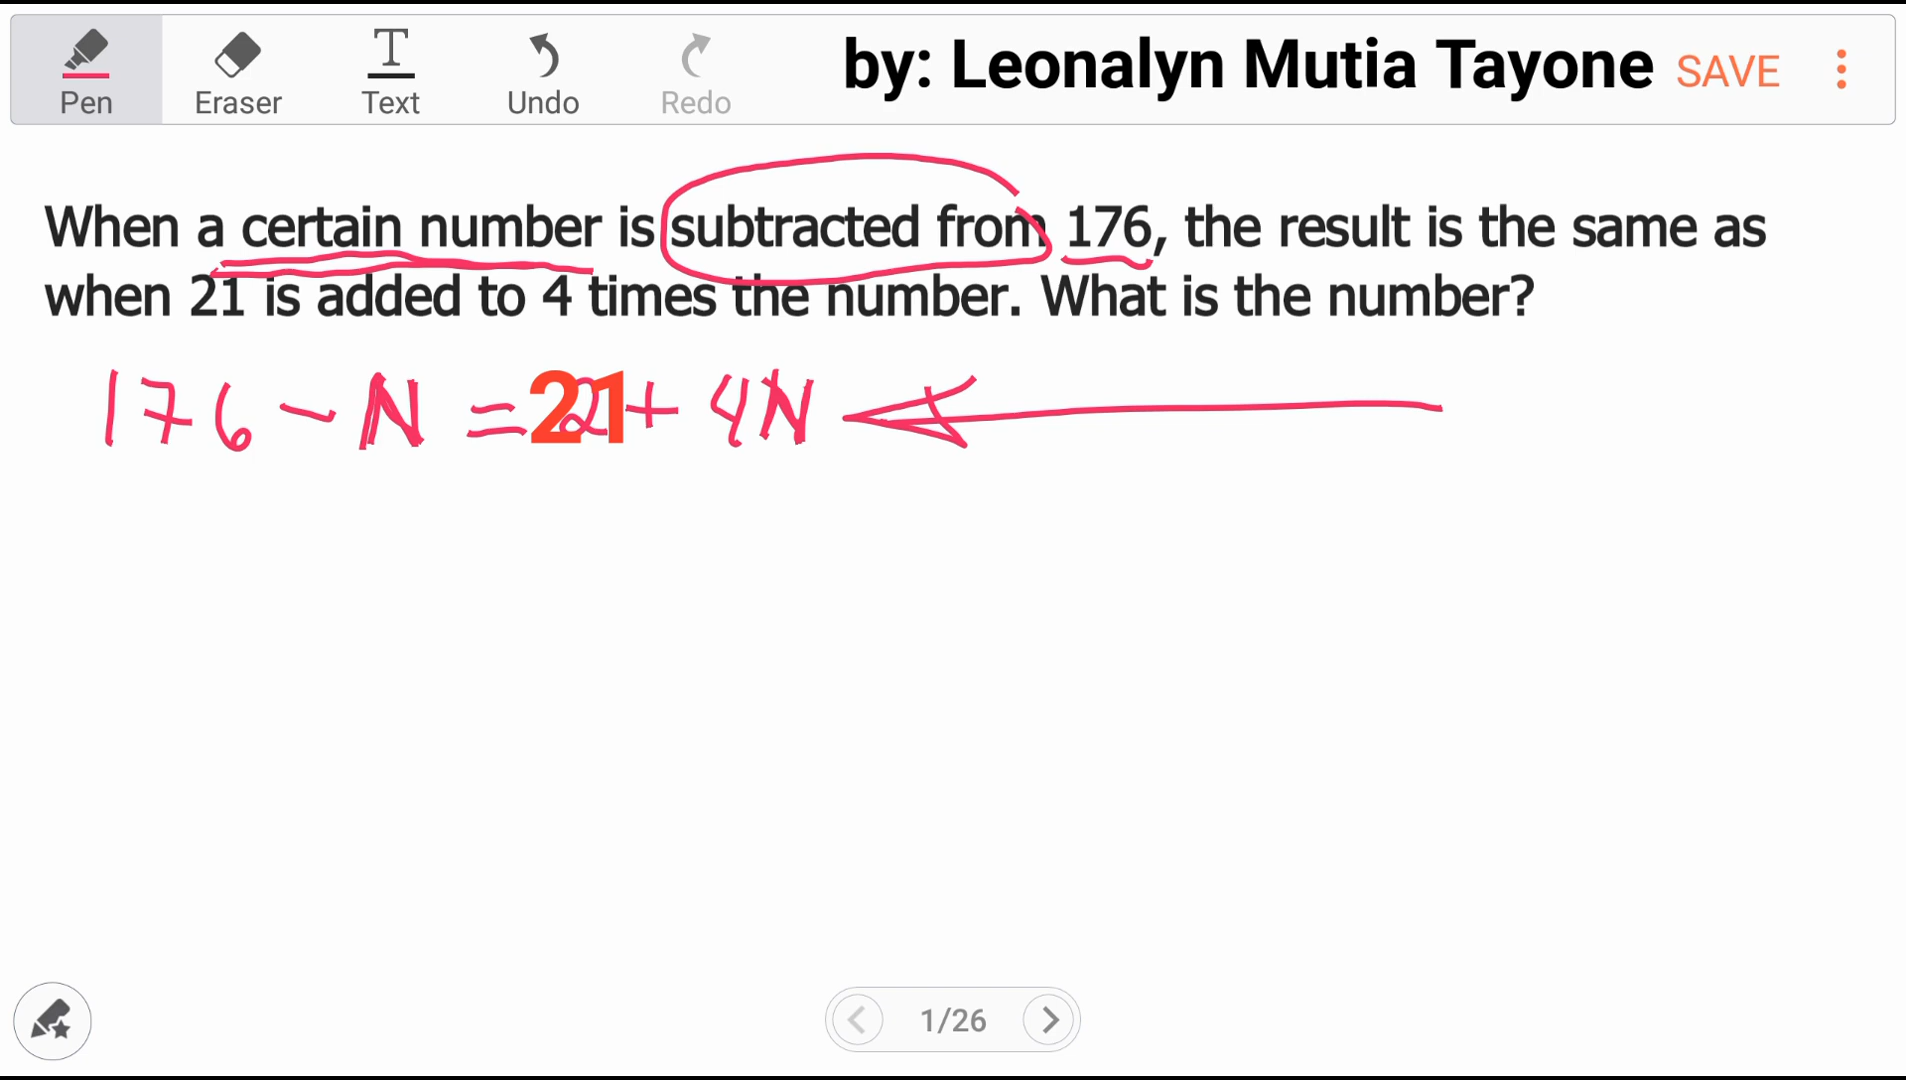 by: Leonalyn Mutia Tayone
SAVE
Pen
Eraser
Text
Undo
Redo
When a certain number is subtracted from 176, the result is the same as
when 21 is added to 4 times the number. What is the number?
176 - N = 21 + 4N
1/26